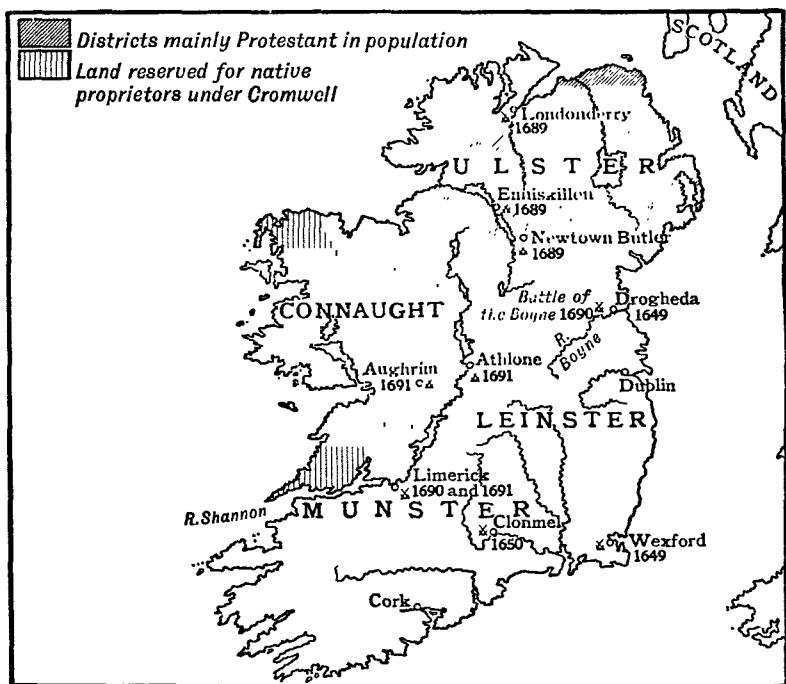 Districts mainly Protestant in population
Land reserved for native
proprietors under Cromwell
SCOTLAND
Londonderry
1689
ULSTER
Enniskillen
1689
Newtown Butler
1689
Battle of
the Boyne 1690
Drogheda
1649
R. Boyne
CONNAUGHT
Aughrim
1691
Athlone
1691
Dublin
LEINSTER
Limerick
1690 and 1691
R. Shannon
MUNSTER
Clonmel
1650
Wexford
1649
Cork